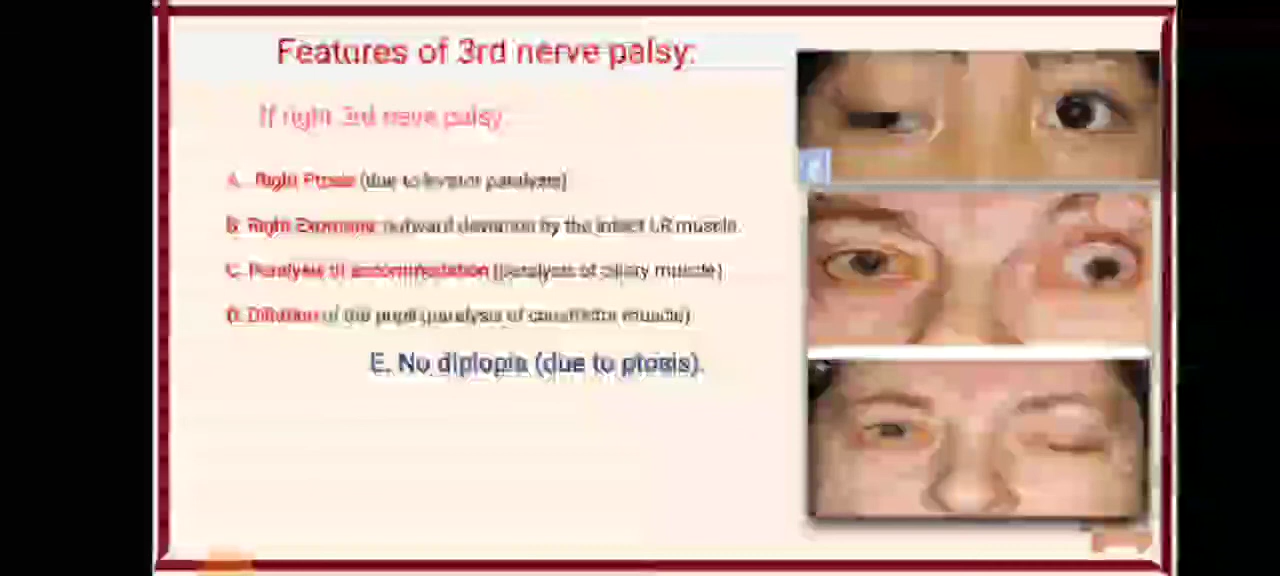 Features of 3rd nerve palsy:
If right 3rd neve palsy:
A. Right Ptosis (due to levator paralysis)
B. Right Exotropia: outward deviation by the intact LR muscle.
C. Paralysis of accommodation (paralysis of ciliary muscle)
D. Dilation of the pupil (paralysis of constrictor muscle)
E. No diplopia (due to ptosis).